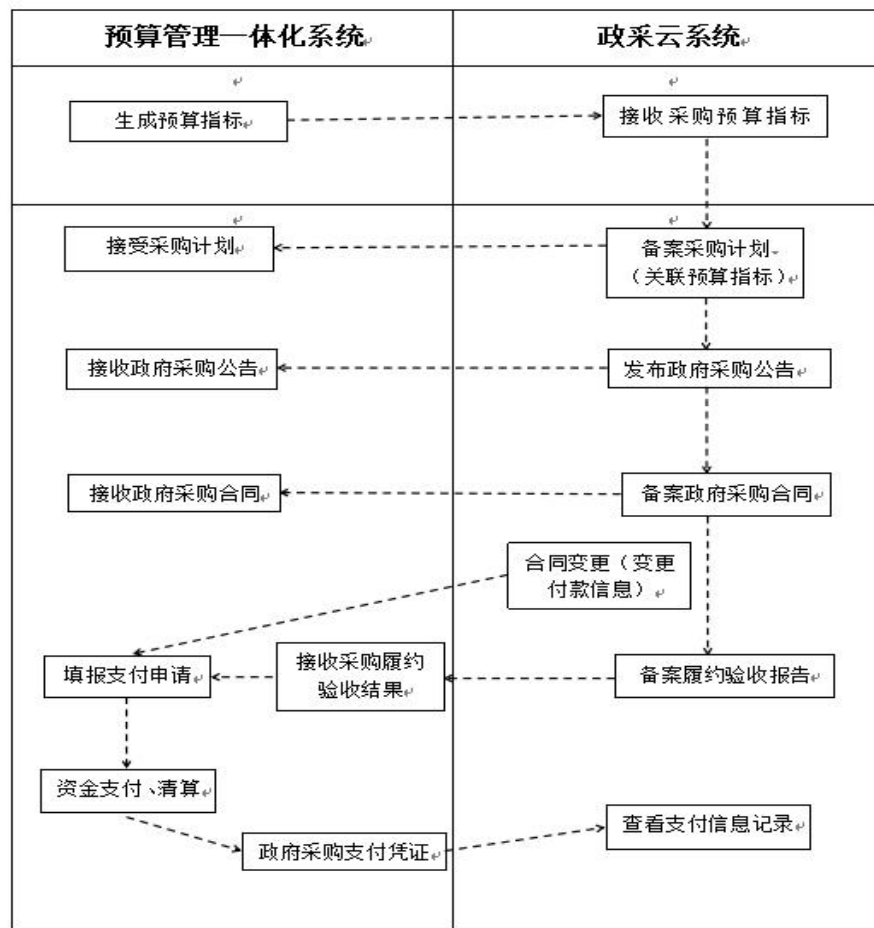 预算管理一体化系统
政采云系统
生成预算指标
接收采购预算指标
接受采购计划
备案采购计划
（关联预算指标）
接收政府采购公告
发布政府采购公告
接收政府采购合同
备案政府采购合同
合同变更（变更
付款信息）
填报支付申请
接收采购履约
验收结果
备案履约验收报告
资金支付、清算
政府采购支付凭证
查看支付信息记录